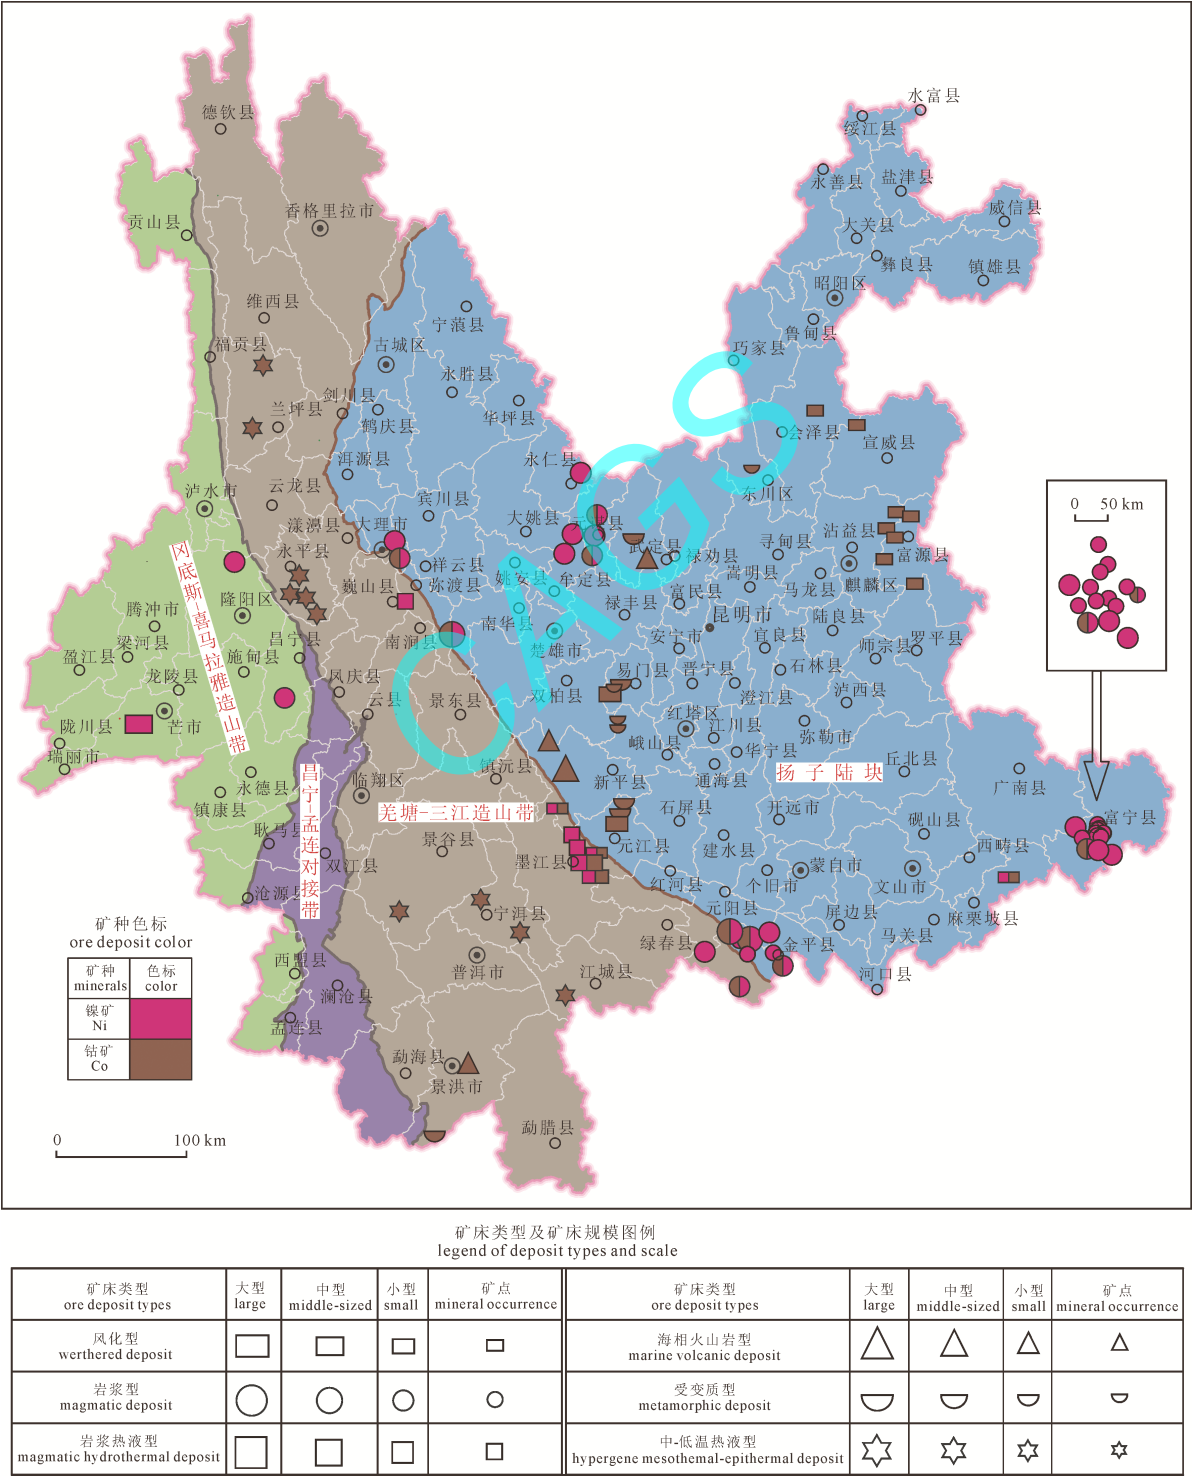 水富县
绥江县
德钦县
永善县
盐津县
威信县
贡山县
香格里拉市
大关县
彝良县
镇雄县
昭阳区
维西县
宁蒗县
鲁甸县
福贡县
古城区
巧家县
永胜县
剑川县
兰坪县
鹤庆县
华坪县
会泽县
宣威县
洱源县
永仁县
泸水市
云龙县
宾川县
东川区
0 50 km
漾濞县
大理市
大姚县
元谋县
武定县
禄劝县
寻甸县
沾益县
富源县
永平县
祥云县
姚安县
牟定县
嵩明县
马龙县
麒麟区
巍山县
弥渡县
腾冲市
隆阳区
南华县
禄丰县
富民县
昆明市
陆良县
梁河县
昌宁县
南涧县
楚雄市
安宁市
宜良县
师宗县
罗平县
盈江县
施甸县
龙陵县
凤庆县
双柏县
易门县
晋宁县
石林县
泸西县
云县
景东县
澄江县
陇川县
芒市
红塔区
江川县
弥勒市
瑞丽市
峨山县
华宁县
丘北县
广南县
永德县
临翔区
镇沅县
新平县
通海县
扬子陆块
镇康县
石屏县
开远市
砚山县
富宁县
冈底斯-喜马拉雅造山带
昌宁-孟连对接带
羌塘-三江造山带
耿马县
双江县
景谷县
墨江县
元江县
建水县
西畴县
红河县
个旧市
蒙自市
文山市
沧源县
宁洱县
元阳县
屏边县
马关县
麻栗坡县
绿春县
金平县
西盟县
普洱市
江城县
河口县
澜沧县
孟连县
勐海县
景洪市
勐腊县
CAGS
矿种色标
ore deposit color
矿种 色标
minerals color
镍矿
Ni
钴矿
Co
0 100 km
矿床类型及矿床规模图例
legend of deposit types and scale
矿床类型 大型 中型 小型 矿点 矿床类型 大型 中型 小型 矿点
ore deposit types large middle-sized small mineral occurrence ore deposit types large middle-sized small mineral occurrence
风化型 海相火山岩型
werthered deposit marine volcanic deposit
岩浆型 受变质型
magmatic deposit metamorphic deposit
岩浆热液型 中-低温热液型
magmatic hydrothermal deposit hypergene mesothemal-epithermal deposit